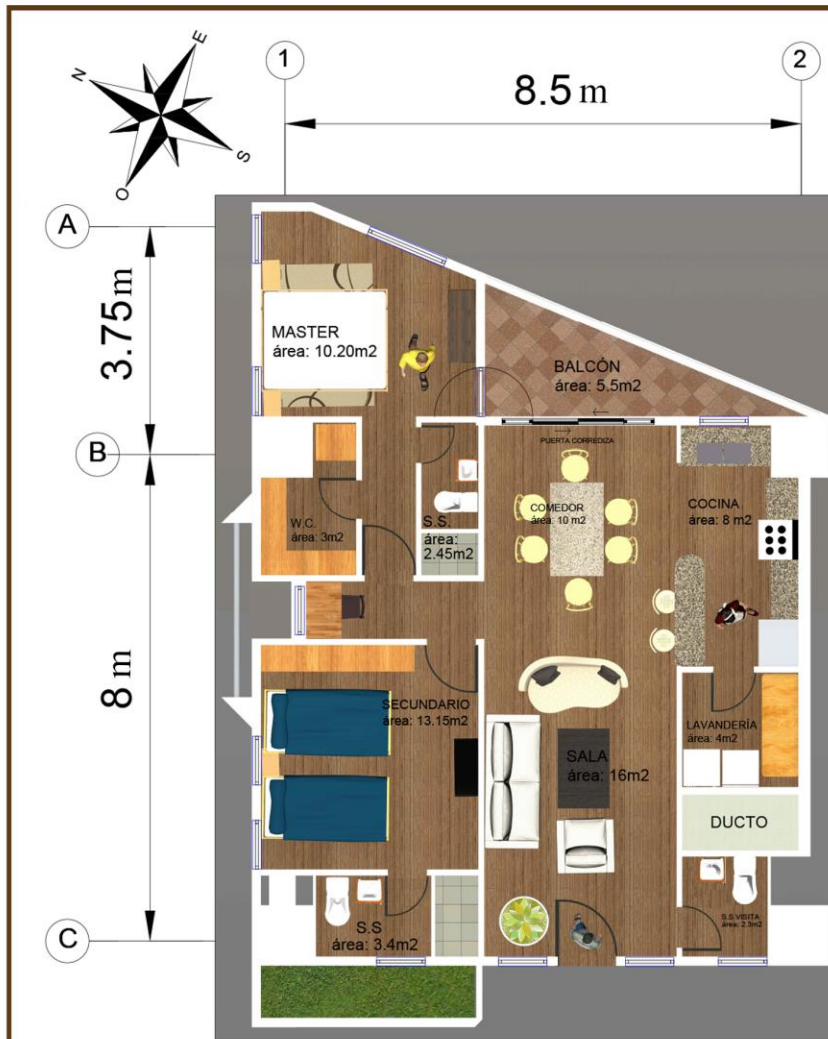 1
2
8.5 m
N
E
S
O
A
3.75 m
B
8 m
C
MASTER
área: 10.20m2
BALCÓN
área: 5.5m2
PUERTA CORREDIZA
W.C.
área: 3m2
S.S.
área:
2.45m2
COMEDOR
área: 10 m2
COCINA
área: 8 m2
SECUNDARIO
área: 13.15m2
SALA
área: 16m2
LAVANDERÍA
área: 4m2
DUCTO
S.S
área: 3.4m2
S.S.VISITA
área: 2.3m2